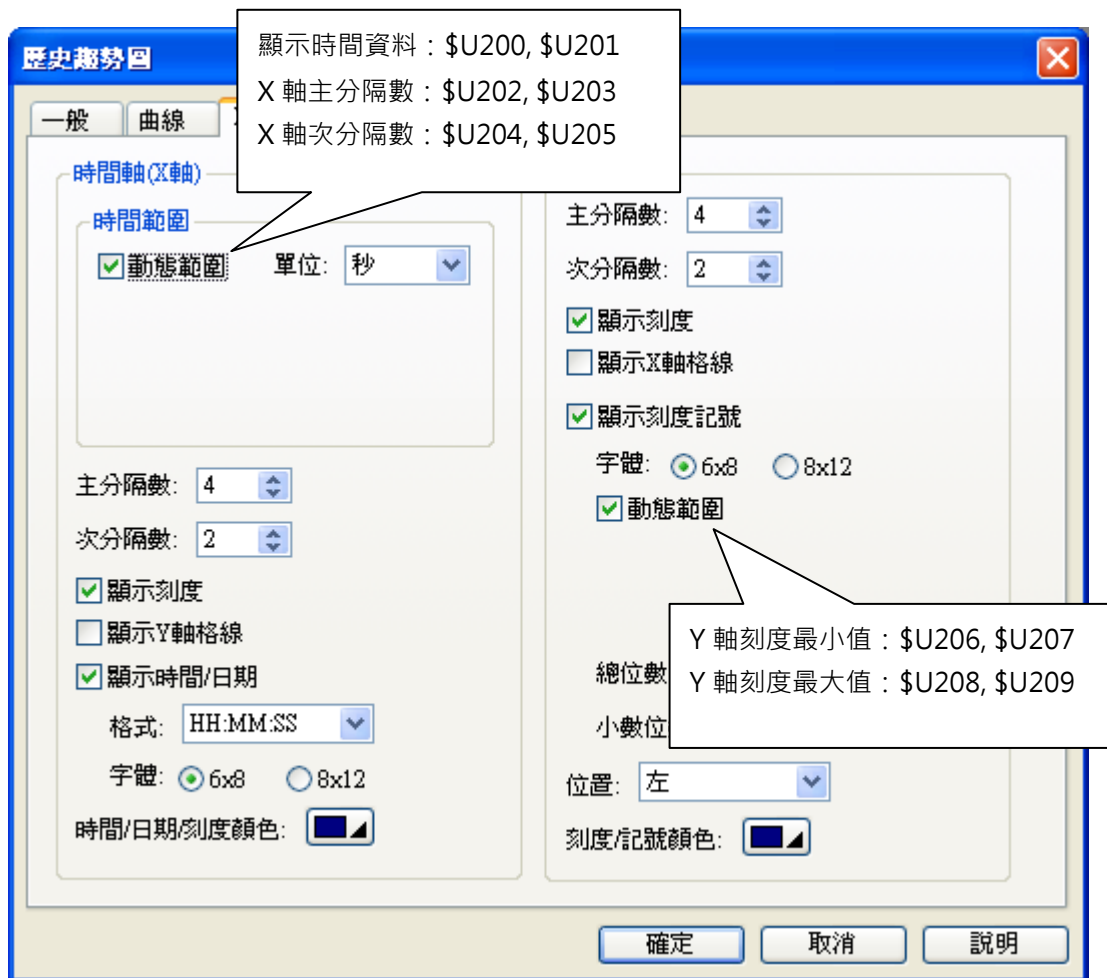 歷史趨勢圖
顯示時間資料：$U200, $U201
X 軸主分隔數：$U202, $U203
X 軸次分隔數：$U204, $U205
一般
曲線
時間軸(X軸)
時間範圍
動態範圍
單位: 秒
主分隔數: 4
次分隔數: 2
顯示刻度
顯示Y軸格線
顯示時間/日期
格式: HH:MM:SS
字體: 6x8 8x12
時間/日期/刻度顏色:
主分隔數: 4
次分隔數: 2
顯示刻度
顯示X軸格線
顯示刻度記號
字體: 6x8 8x12
動態範圍
Y 軸刻度最小值：$U206, $U207
Y 軸刻度最大值：$U208, $U209
總位數
小數位
位置: 左
刻度/記號顏色:
確定
取消
說明